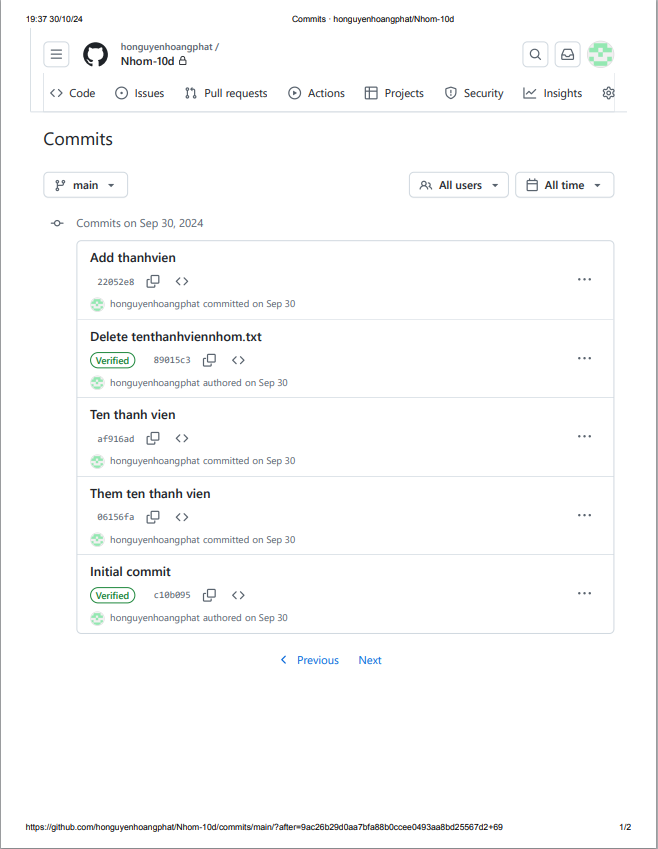 19:37 30/10/24 Commits · honguyenhoangphat/Nhom-10d
honguyenhoangphat /
Nhom-10d
Code Issues Pull requests Actions Projects Security Insights
Commits
main All users All time
Commits on Sep 30, 2024
Add thanhvien
22052e8
honguyenhoangphat committed on Sep 30
Delete tenthanhviennhom.txt
Verified 89015c3
honguyenhoangphat authored on Sep 30
Ten thanh vien
af916ad
honguyenhoangphat committed on Sep 30
Them ten thanh vien
06156fa
honguyenhoangphat committed on Sep 30
Initial commit
Verified c10b095
honguyenhoangphat authored on Sep 30
Previous Next
https://github.com/honguyenhoangphat/Nhom-10d/commits/main/?after=9ac26b29d0aa7bfa88b0ccee0493aa8bd25567d2+69 1/2